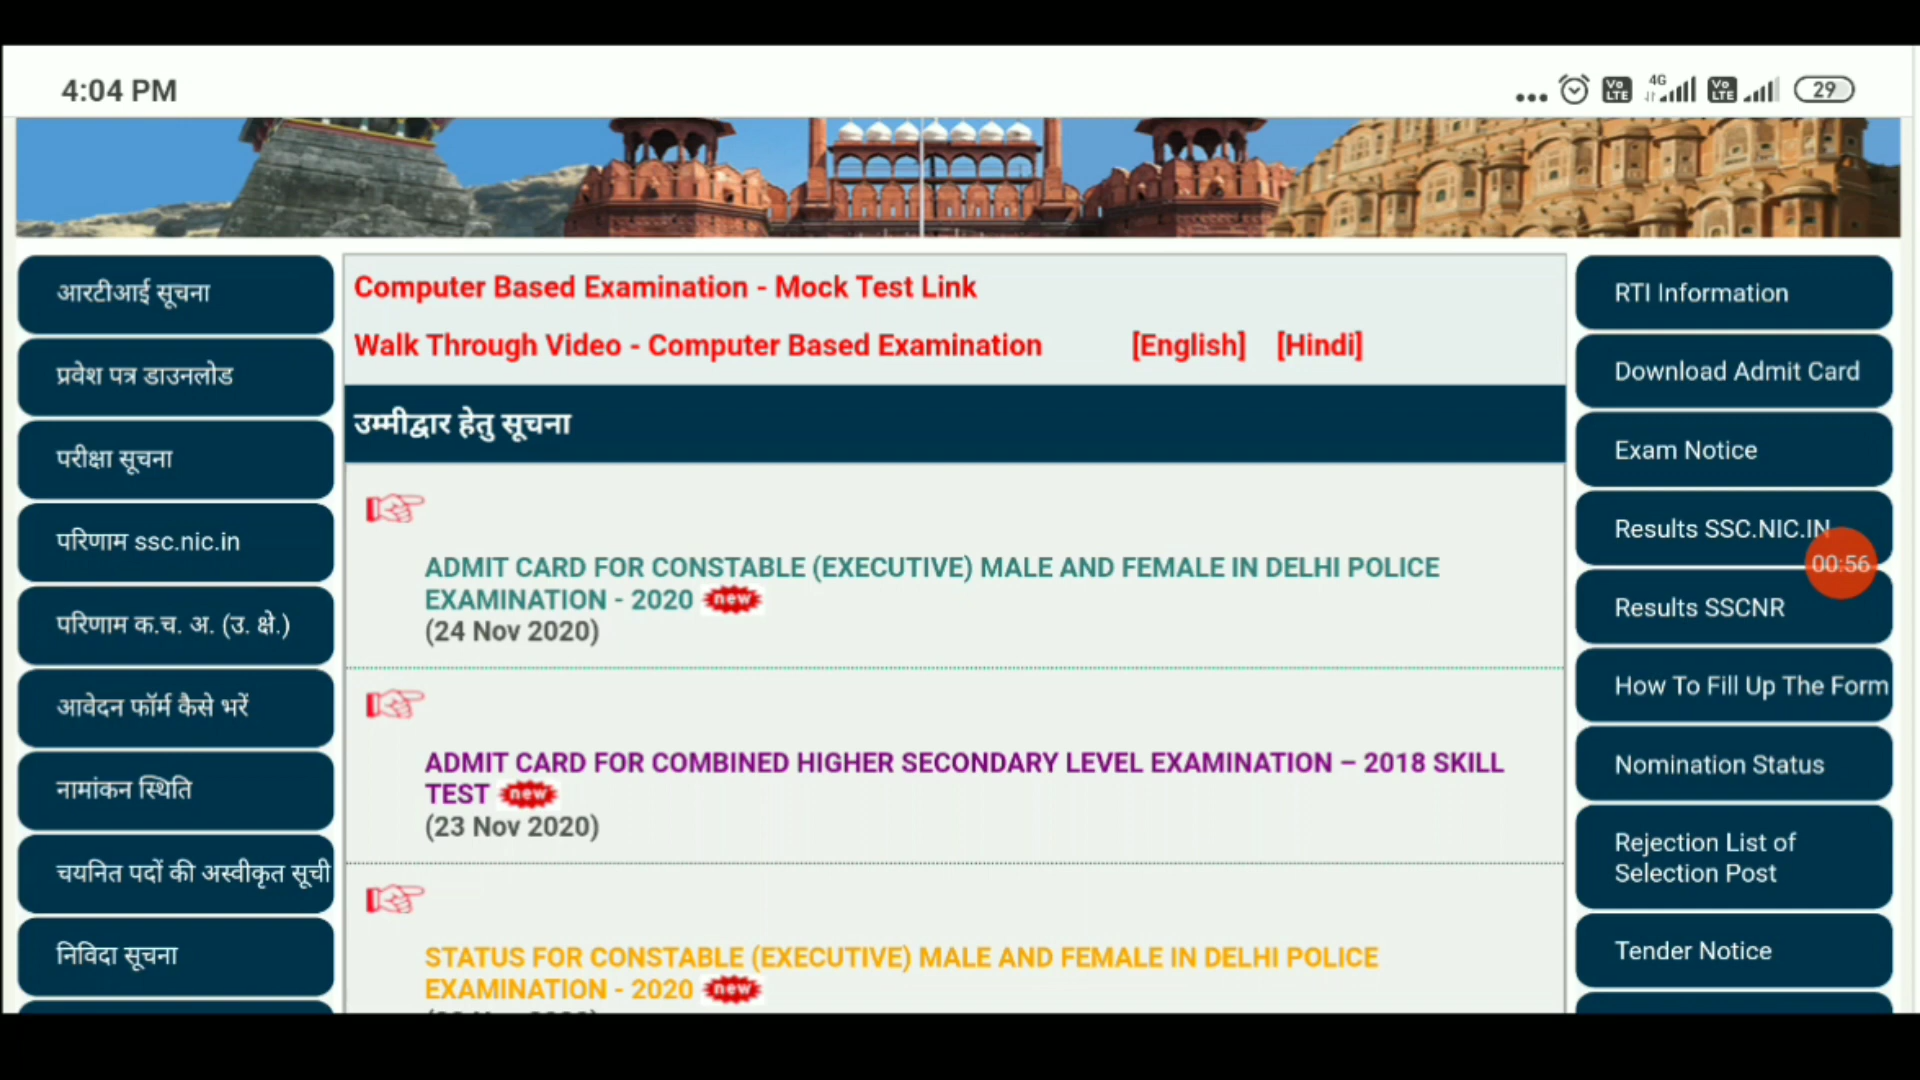 4:04 PM
4G
Vo LTE
Vo LTE
29
आरटीआई सूचना
प्रवेश पत्र डाउनलोड
परीक्षा सूचना
परिणाम ssc.nic.in
परिणाम क.च. अ. (उ. क्षे.)
आवेदन फॉर्म कैसे भरें
नामांकन स्थिति
चयनित पदों की अस्वीकृत सूची
निविदा सूचना
Computer Based Examination - Mock Test Link
Walk Through Video - Computer Based Examination [English] [Hindi]
उम्मीद्वार हेतु सूचना
ADMIT CARD FOR CONSTABLE (EXECUTIVE) MALE AND FEMALE IN DELHI POLICE
EXAMINATION - 2020 new
(24 Nov 2020)
ADMIT CARD FOR COMBINED HIGHER SECONDARY LEVEL EXAMINATION – 2018 SKILL
TEST new
(23 Nov 2020)
STATUS FOR CONSTABLE (EXECUTIVE) MALE AND FEMALE IN DELHI POLICE
EXAMINATION - 2020 new
RTI Information
Download Admit Card
Exam Notice
Results SSC.NIC.IN
00:56
Results SSCNR
How To Fill Up The Form
Nomination Status
Rejection List of
Selection Post
Tender Notice